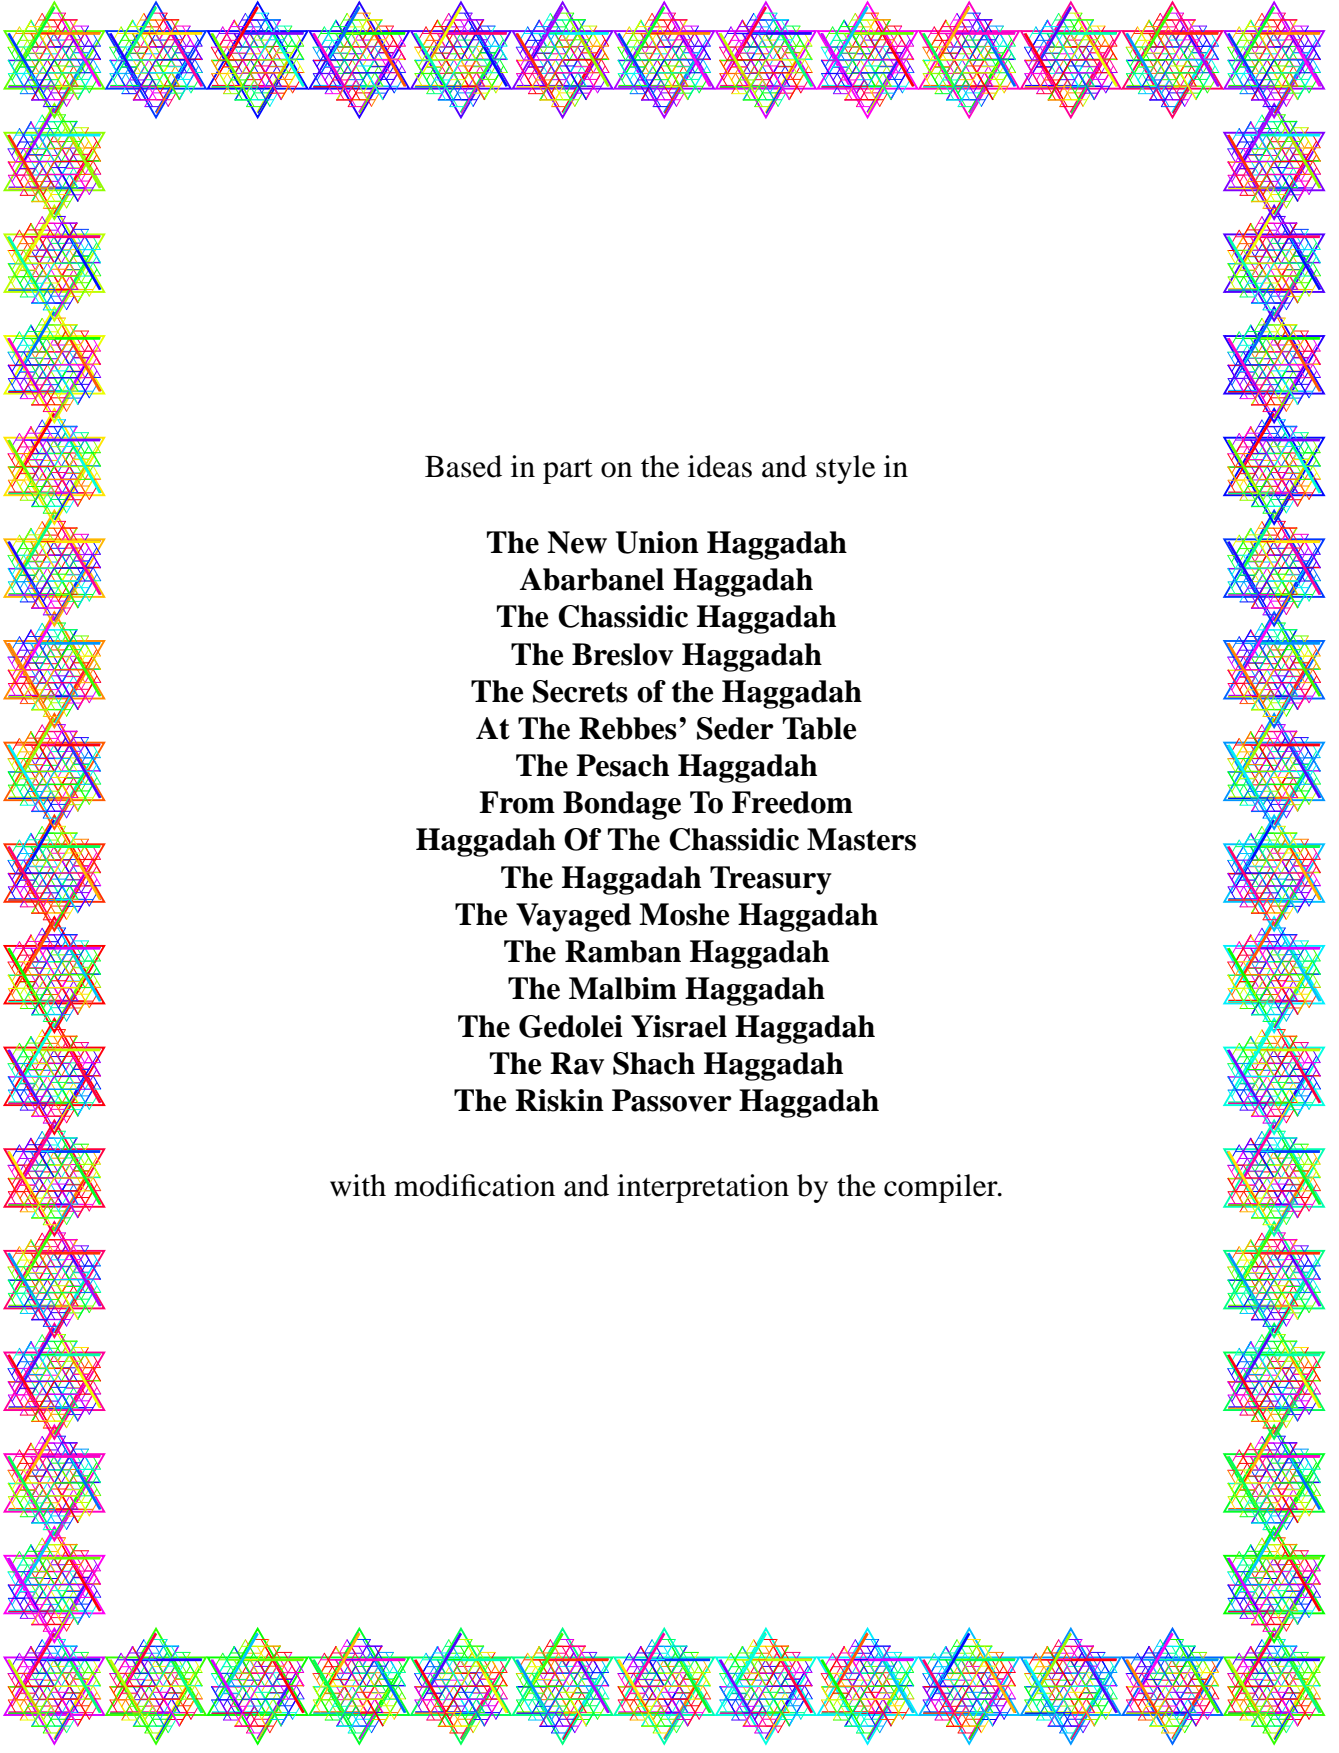 Based in part on the ideas and style in
The New Union Haggadah
Abarbanel Haggadah
The Chassidic Haggadah
The Breslov Haggadah
The Secrets of the Haggadah
At The Rebbes’ Seder Table
The Pesach Haggadah
From Bondage To Freedom
Haggadah Of The Chassidic Masters
The Haggadah Treasury
The Vayaged Moshe Haggadah
The Ramban Haggadah
The Malbim Haggadah
The Gedolei Yisrael Haggadah
The Rav Shach Haggadah
The Riskin Passover Haggadah
with modification and interpretation by the compiler.